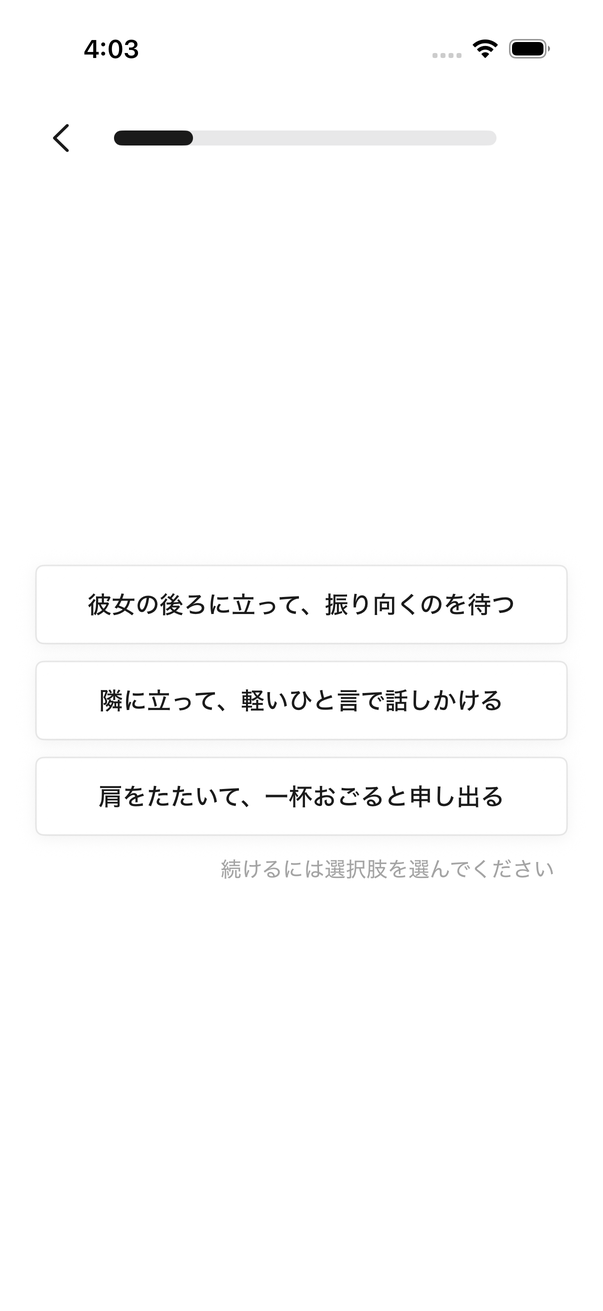 4:03
彼女の後ろに立って、振り向くのを待つ
隣に立って、軽いひと言で話しかける
肩をたたいて、一杯おごると申し出る
続けるには選択肢を選んでください